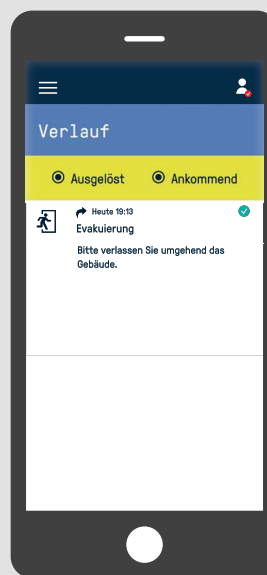 Verlauf
Ausgelöst Ankommend
Heute 19:13
Evakuierung
Bitte verlassen Sie umgehend das
Gebäude.